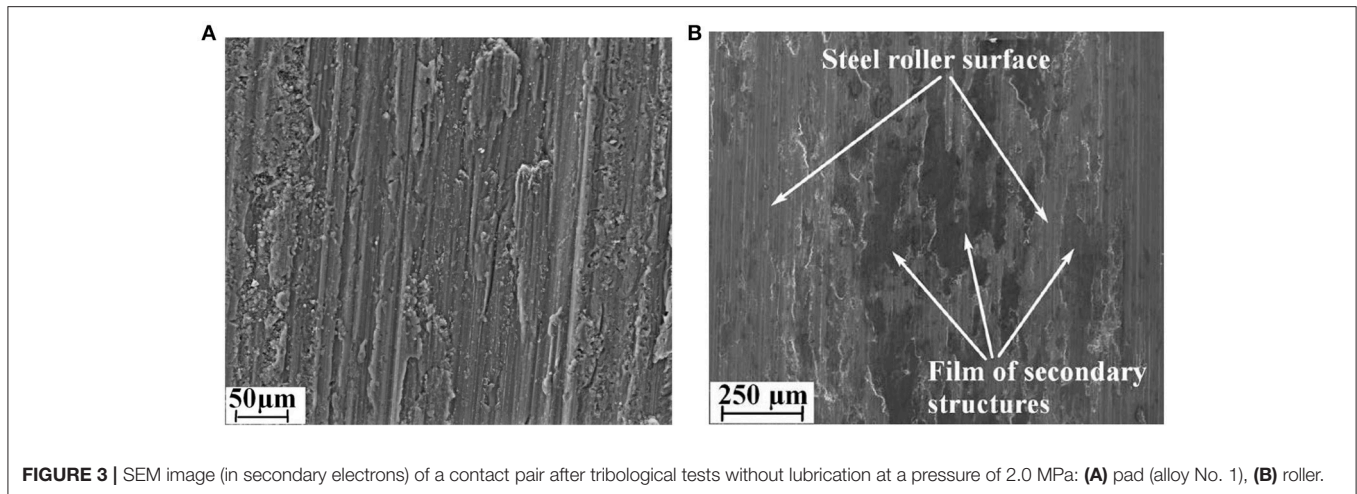 A
B
Steel roller surface
Film of secondary
structures
50µm
250 µm
FIGURE 3 | SEM image (in secondary electrons) of a contact pair after tribological tests without lubrication at a pressure of 2.0 MPa: (A) pad (alloy No. 1), (B) roller.